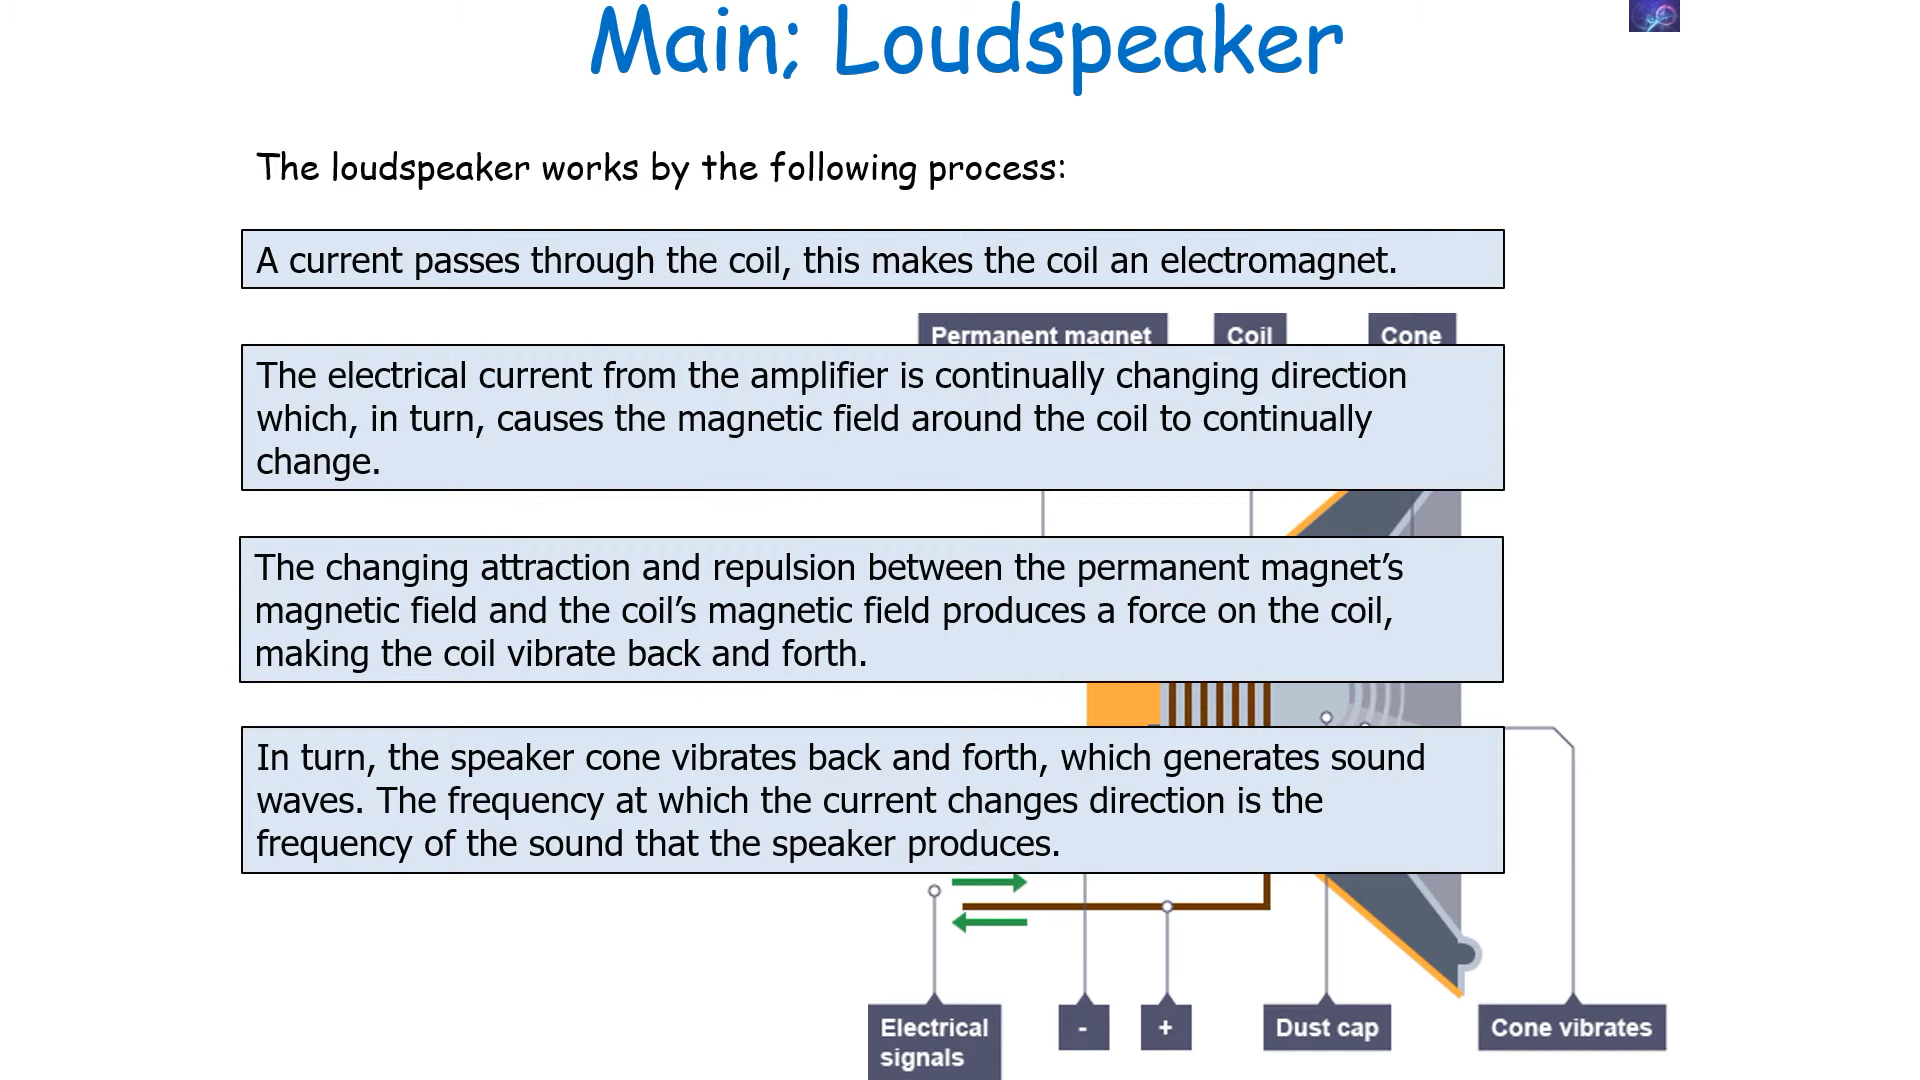 Main; Loudspeaker
The loudspeaker works by the following process:
A current passes through the coil, this makes the coil an electromagnet.
Permanent magnet
Coil
Cone
The electrical current from the amplifier is continually changing direction
which, in turn, causes the magnetic field around the coil to continually
change.
The changing attraction and repulsion between the permanent magnet’s
magnetic field and the coil’s magnetic field produces a force on the coil,
making the coil vibrate back and forth.
In turn, the speaker cone vibrates back and forth, which generates sound
waves. The frequency at which the current changes direction is the
frequency of the sound that the speaker produces.
Electrical
signals
-
+
Dust cap
Cone vibrates